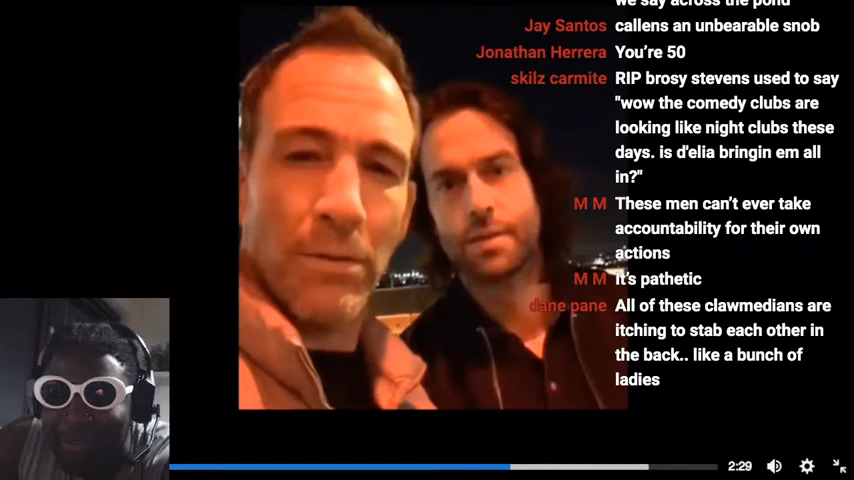 we say across the pond
Jay Santos callens an unbearable snob
Jonathan Herrera You're 50
skilz carmite RIP brosy stevens used to say
"wow the comedy clubs are
looking like night clubs these
days. is d'elia bringin em all
in?"
M M These men can't ever take
accountability for their own
actions
M M It's pathetic
dane pane All of these clawmedians are
itching to stab each other in
the back.. like a bunch of
ladies
2:29